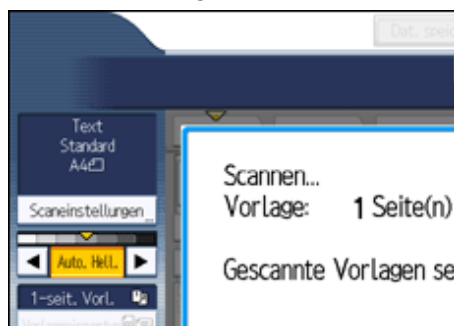 Dat. speic
Text
Standard
A4
Scaneinstellungen
Auto. Hell.
1-seit. Vorl.
Scannen...
Vorlage: 1 Seite(n)
Gescannte Vorlagen se